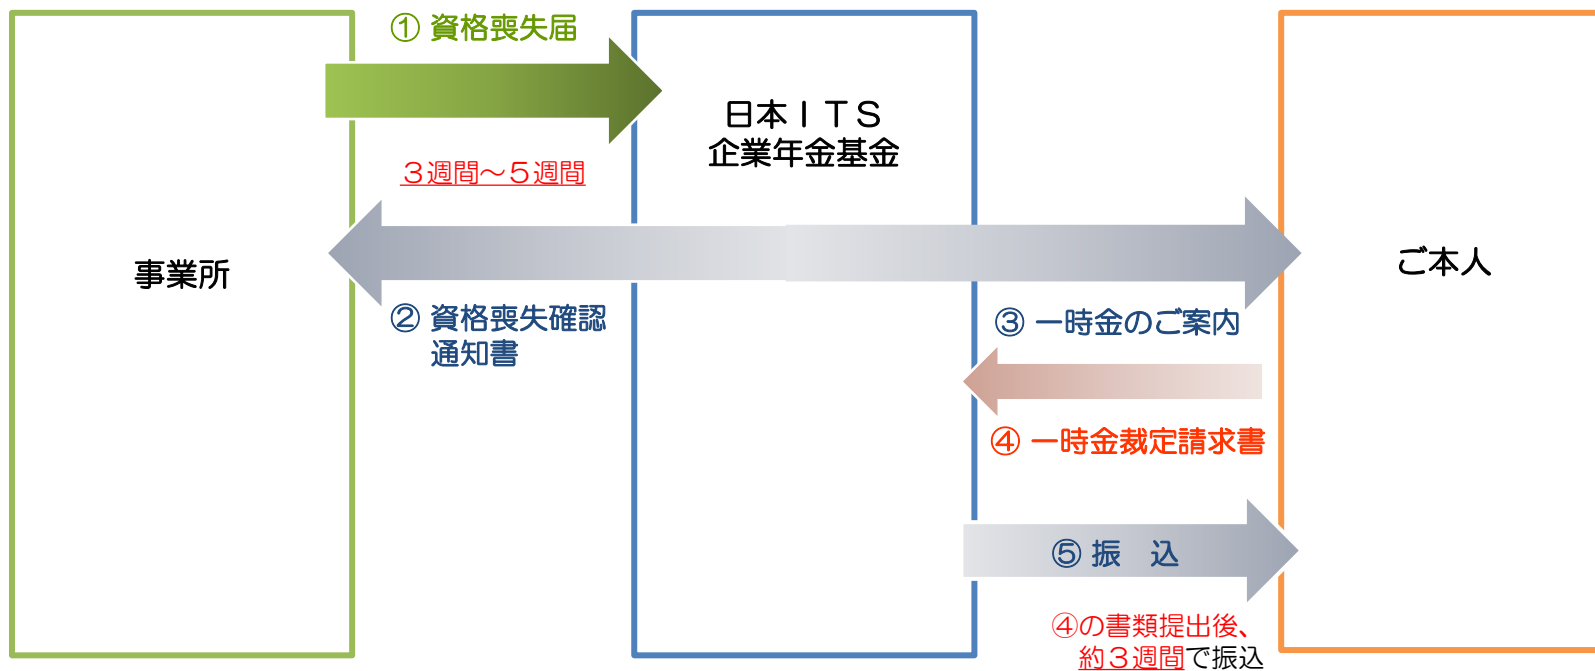 ① 資格喪失届
日本ＩＴＳ
企業年金基金
３週間～５週間
事業所
ご本人
② 資格喪失確認
通知書
③ 一時金のご案内
④ 一時金裁定請求書
⑤ 振　込
④の書類提出後、
約３週間で振込